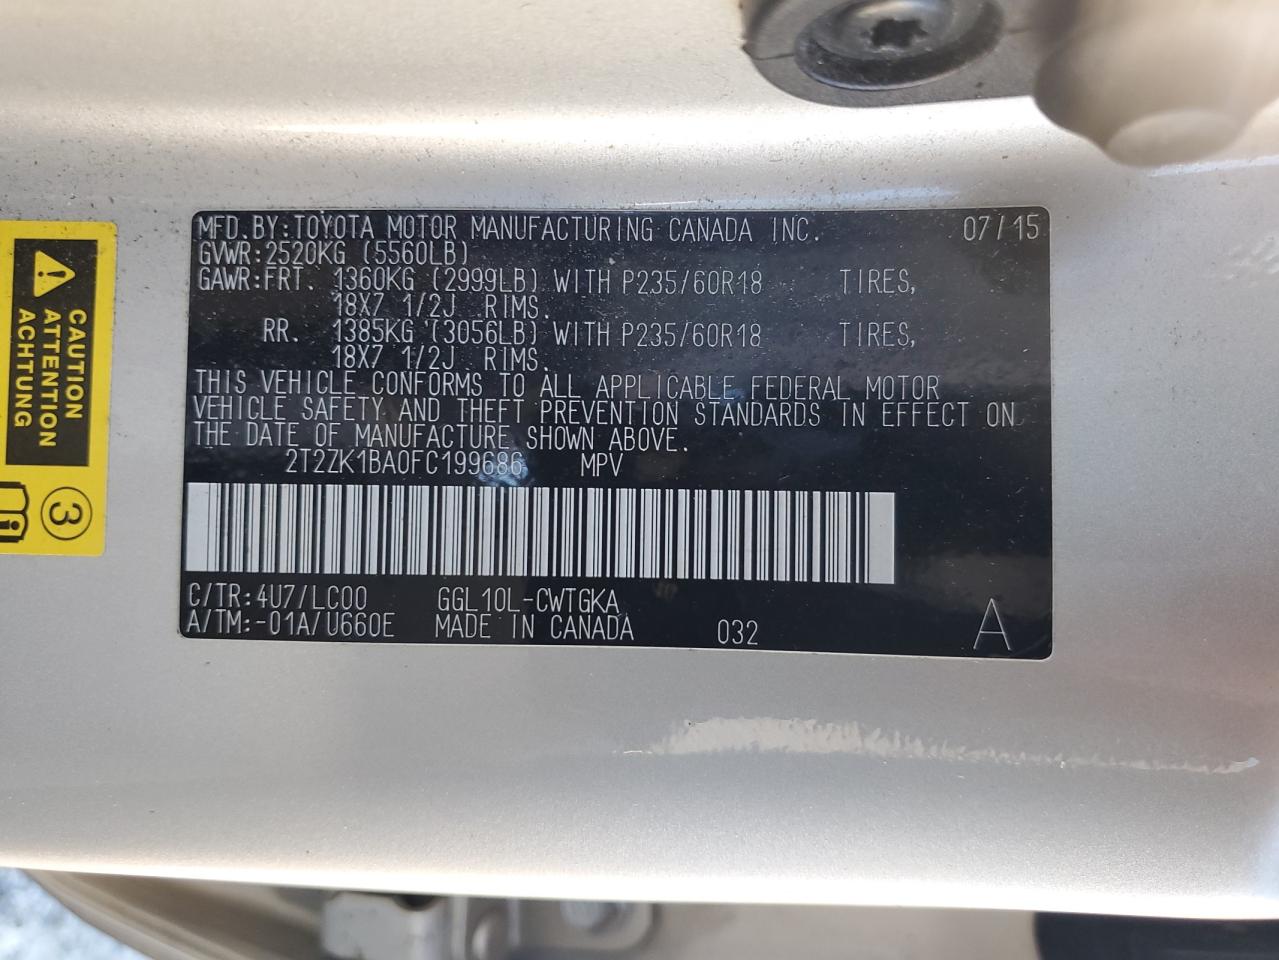 MFD.BY:TOYOTA MOTOR MANUFACTURING CANADA INC. 07/15
GVWR:2520KG (5560LB)
GAWR:FRT. 1360KG (2999LB) WITH P235/60R18 TIRES,
18X7 1/2J RIMS.
RR. 1385KG (3056LB) WITH P235/60R18 TIRES,
18X7 1/2J RIMS.
THIS VEHICLE CONFORMS TO ALL APPLICABLE FEDERAL MOTOR
VEHICLE SAFETY AND THEFT PREVENTION STANDARDS IN EFFECT ON
THE DATE OF MANUFACTURE SHOWN ABOVE.
2T2ZK1BA0FC199686 MPV
C/TR:4U7/LC00 GGL10L-CWTGKA
A/TM:-01A/U660E MADE IN CANADA 032 A
CAUTION
ATTENTION
ACHTUNG
3